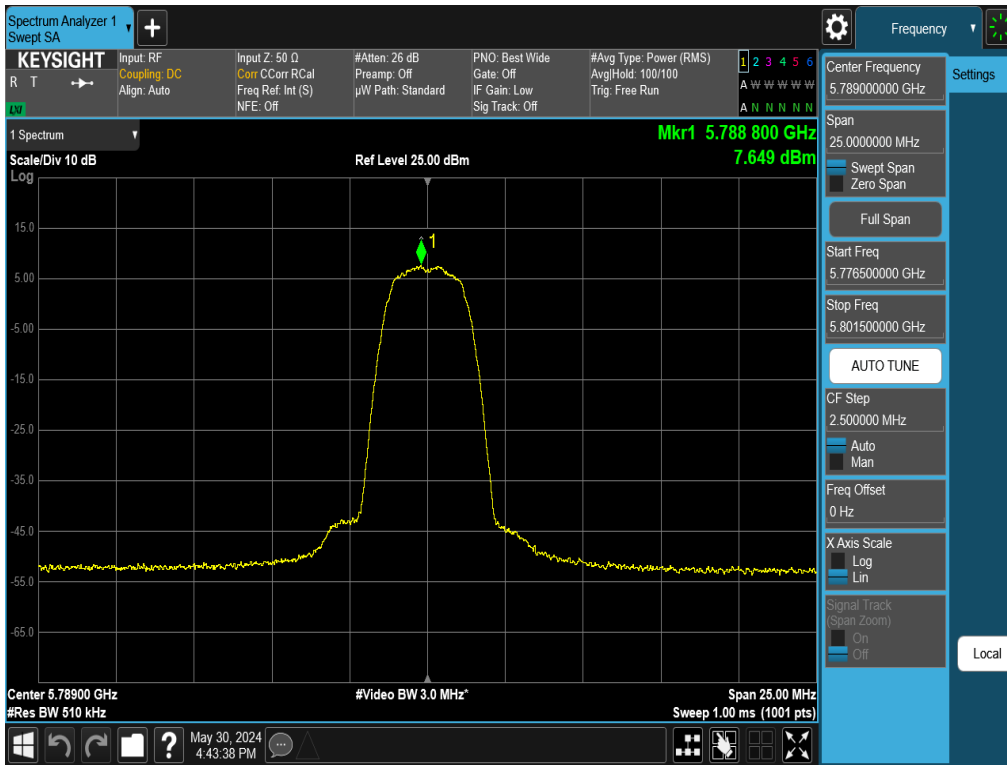 Spectrum Analyzer 1
Swept SA
Frequency
KEYSIGHT
R T
LXI
Input: RF
Coupling: DC
Align: Auto
Input Z: 50 Ω
Corr CCorr RCal
Freq Ref: Int (S)
NFE: Off
#Atten: 26 dB
Preamp: Off
µW Path: Standard
PNO: Best Wide
Gate: Off
IF Gain: Low
Sig Track: Off
#Avg Type: Power (RMS)
Avg|Hold: 100/100
Trig: Free Run
1 2 3 4 5 6
A W W W W W
A N N N N N
1 Spectrum
Mkr1 5.788 800 GHz
7.649 dBm
Scale/Div 10 dB
Ref Level 25.00 dBm
Log
15.0
5.00
-5.00
-15.0
-25.0
-35.0
-45.0
-55.0
-65.0
1
Center 5.78900 GHz
#Video BW 3.0 MHz*
Span 25.00 MHz
#Res BW 510 kHz
Sweep 1.00 ms (1001 pts)
May 30, 2024
4:43:38 PM
?
Center Frequency
5.789000000 GHz
Settings
Span
25.0000000 MHz
Swept Span
Zero Span
Full Span
Start Freq
5.776500000 GHz
Stop Freq
5.801500000 GHz
AUTO TUNE
CF Step
2.500000 MHz
Auto
Man
Freq Offset
0 Hz
X Axis Scale
Log
Lin
Signal Track
(Span Zoom)
On
Off
Local